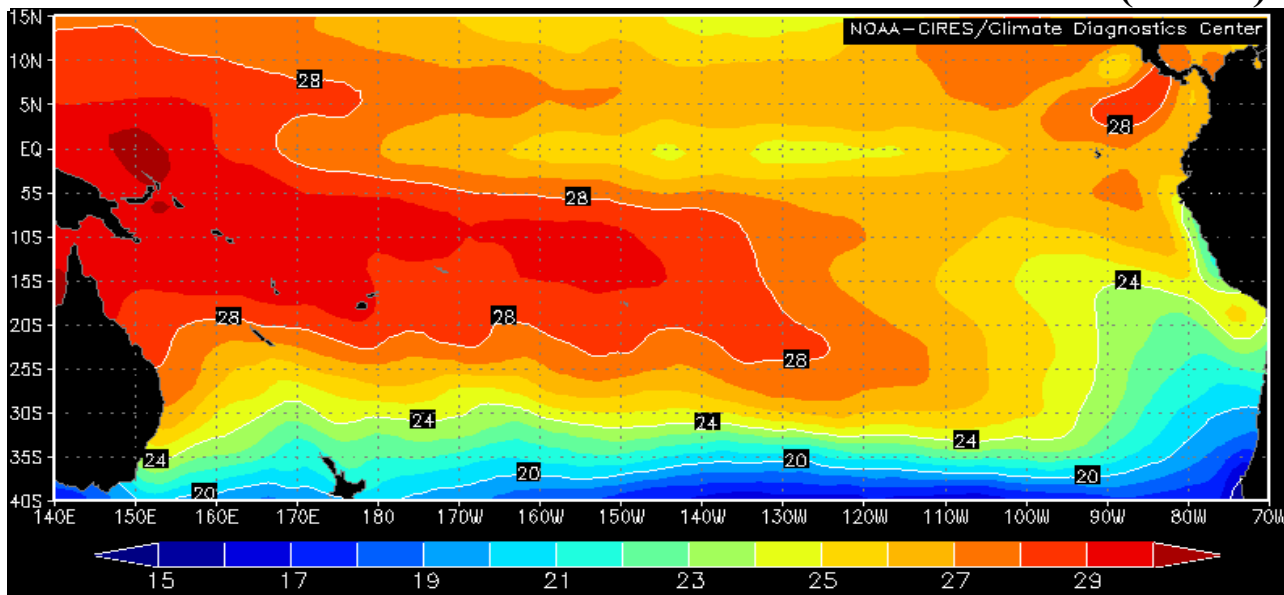 15N
NOAA-CIRES/Climate Diagnostics Center
10N
28
5N
28
EQ
5S
28
10S
15S
24
20S
28
28
25S
28
30S
24
24
24
35S
24
20
20
20
40S
20
140E 150E 160E 170E 180 170W 160W 150W 140W 130W 120W 110W 100W 90W 80W 70W
15 17 19 21 23 25 27 29